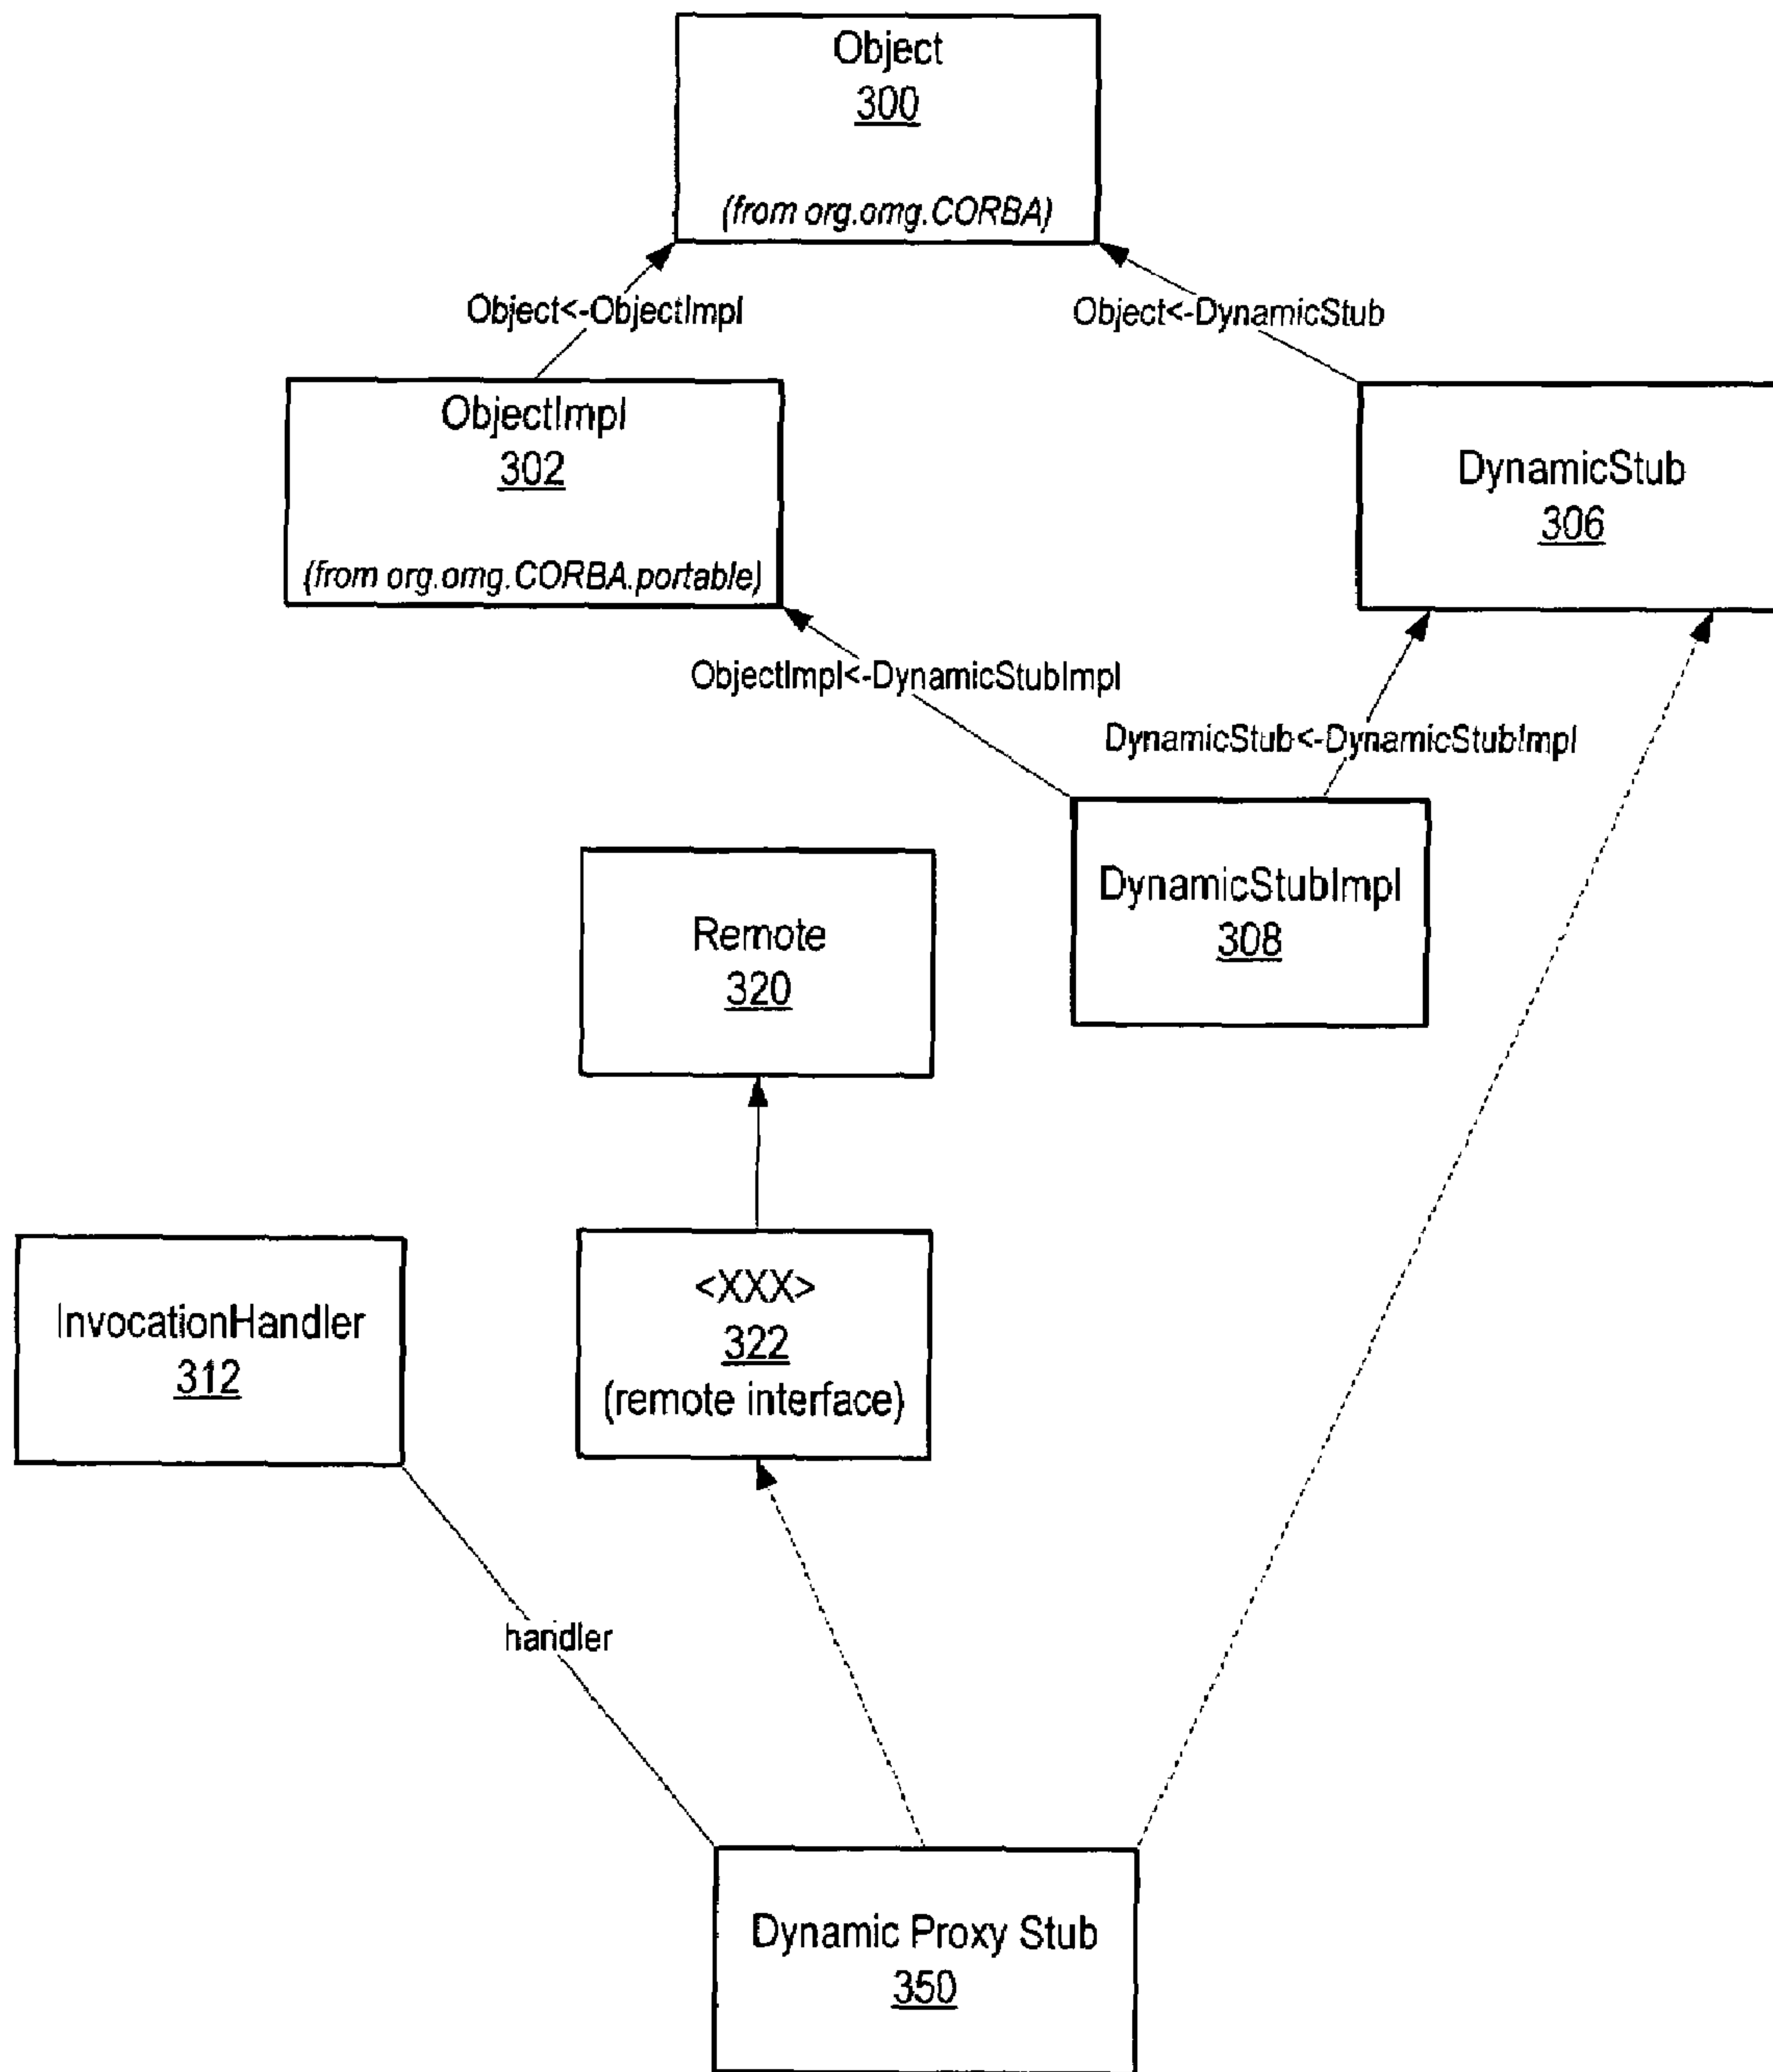 Object
300
(from org.omg.CORBA)
Object<-ObjectImpl
Object<-DynamicStub
ObjectImpl
302
(from org.omg.CORBA.portable)
DynamicStub
306
ObjectImpl<-DynamicStubImpl
DynamicStub<-DynamicStubImpl
DynamicStubImpl
308
Remote
320
InvocationHandler
312
<XXX>
322
(remote interface)
handler
Dynamic Proxy Stub
350